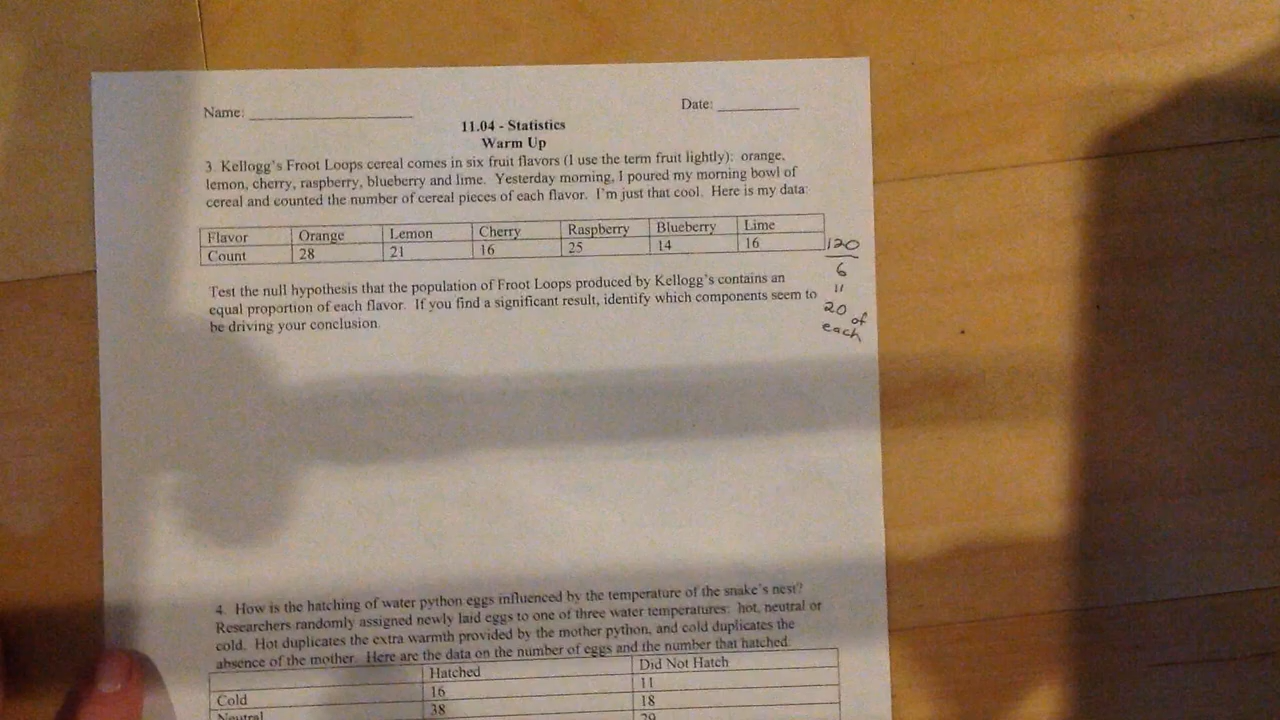 Name: ____________________ Date: __________
11.04 - Statistics
Warm Up
3. Kellogg's Froot Loops cereal comes in six fruit flavors (I use the term fruit lightly): orange,
lemon, cherry, raspberry, blueberry and lime. Yesterday morning, I poured my morning bowl of
cereal and counted the number of cereal pieces of each flavor. I'm just that cool. Here is my data:
Flavor Orange Lemon Cherry Raspberry Blueberry Lime
Count 28 21 16 25 14 16
120
6
"
20 of
each
Test the null hypothesis that the population of Froot Loops produced by Kellogg's contains an
equal proportion of each flavor. If you find a significant result, identify which components seem to
be driving your conclusion.
4. How is the hatching of water python eggs influenced by the temperature of the snake's nest?
Researchers randomly assigned newly laid eggs to one of three water temperatures: hot, neutral or
cold. Hot duplicates the extra warmth provided by the mother python, and cold duplicates the
absence of the mother. Here are the data on the number of eggs and the number that hatched:
Hatched Did Not Hatch
Cold 16 11
Neutral 38 18
29